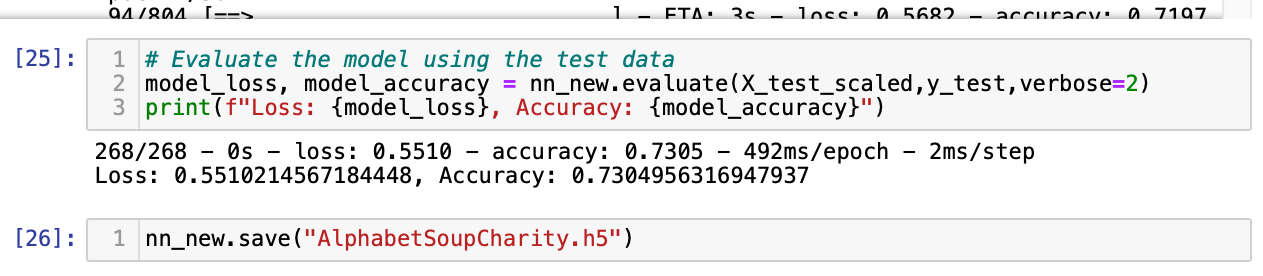 94/804 [==> ] - ETA: 3s - loss: 0.5682 - accuracy: 0.7197
[25]:
1 # Evaluate the model using the test data
2 model_loss, model_accuracy = nn_new.evaluate(X_test_scaled,y_test,verbose=2)
3 print(f"Loss: {model_loss}, Accuracy: {model_accuracy}")
268/268 - 0s - loss: 0.5510 - accuracy: 0.7305 - 492ms/epoch - 2ms/step
Loss: 0.5510214567184448, Accuracy: 0.7304956316947937
[26]:
1 nn_new.save("AlphabetSoupCharity.h5")